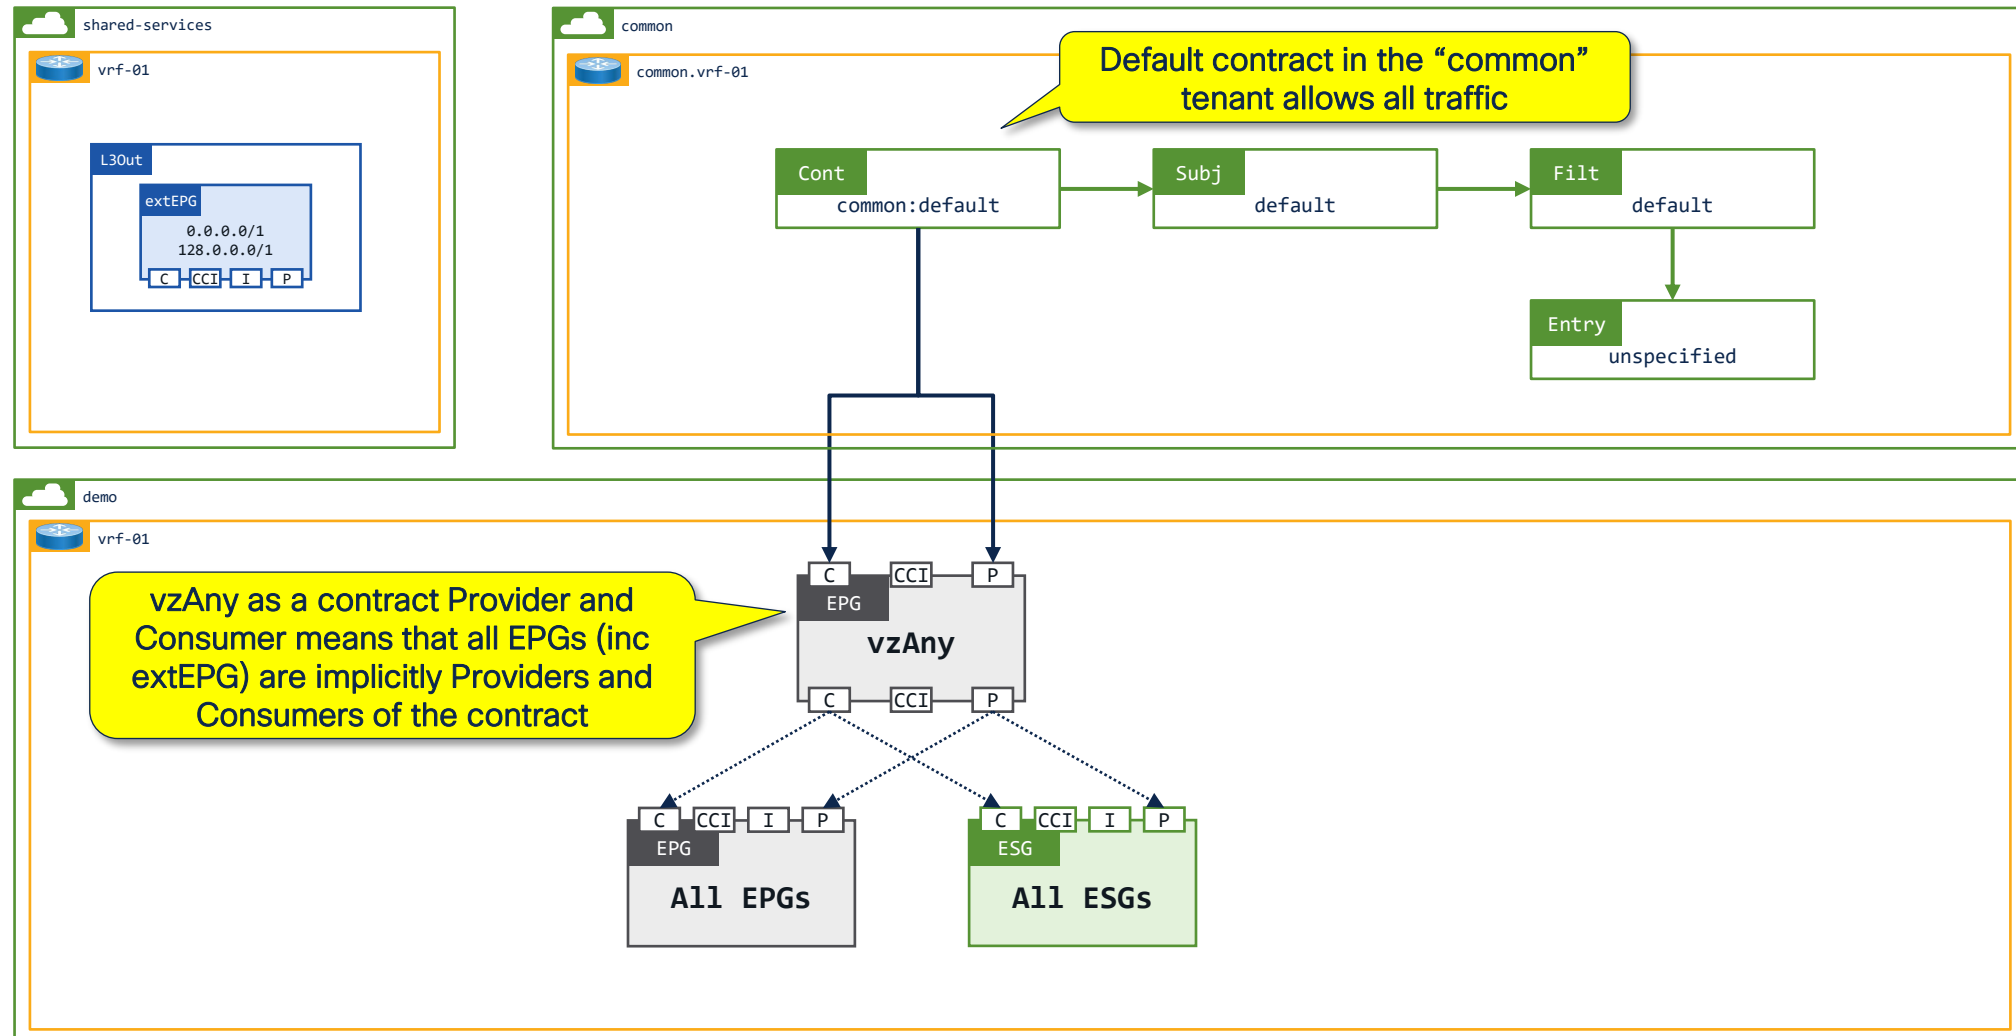 shared-services
vrf-01
L3Out
extEPG
0.0.0.0/1
128.0.0.0/1
C CCI I P
common
common.vrf-01
Default contract in the “common”
tenant allows all traffic
Cont
common:default
Subj
default
Filt
default
Entry
unspecified
demo
vrf-01
vzAny as a contract Provider and
Consumer means that all EPGs (inc
extEPG) are implicitly Providers and
Consumers of the contract
C CCI P
EPG
vzAny
C CCI P
C CCI I P
EPG
All EPGs
C CCI I P
ESG
All ESGs